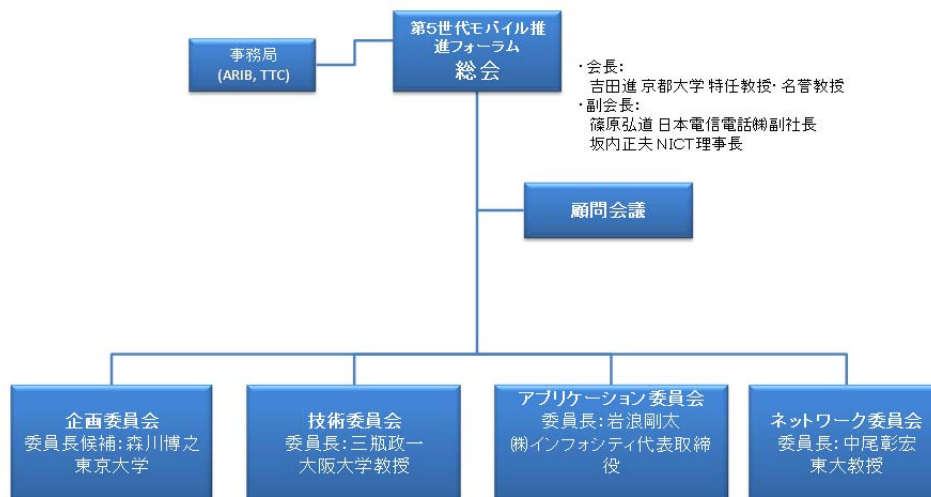 第5世代モバイル推
進フォーラム
総会
事務局
(ARIB, TTC)
・会長:
吉田進 京都大学 特任教授・名誉教授
・副会長:
篠原弘道 日本電信電話㈱副社長
坂内正夫 NICT理事長
顧問会議
企画委員会
委員長候補:森川博之
東京大学
技術委員会
委員長:三瓶政一
大阪大学教授
アプリケーション委員会
委員長:岩浪剛太
㈱インフォシティ代表取締
役
ネットワーク委員会
委員長:中尾彰宏
東大教授